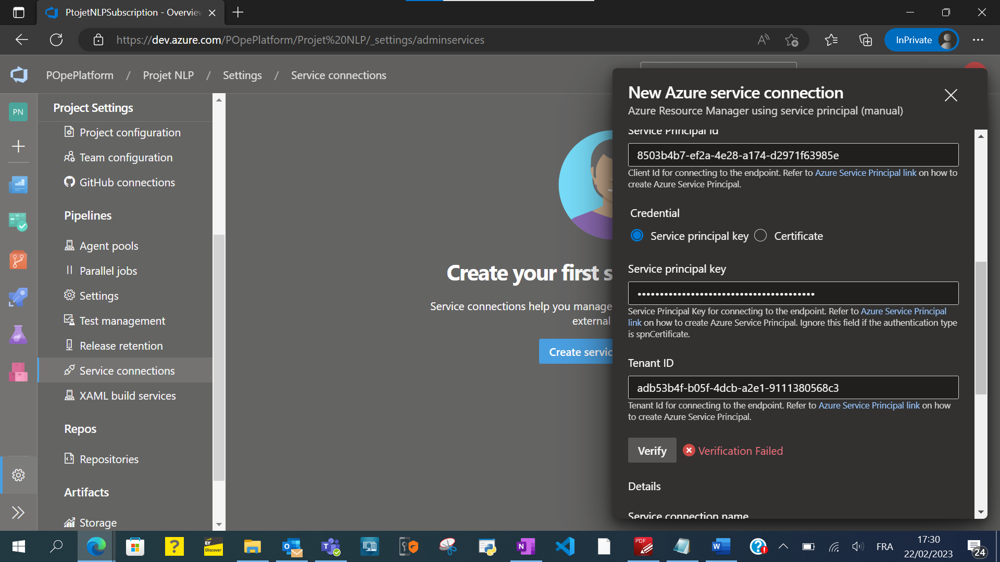 PtojetNLPSubscription - Overview
https://dev.azure.com/POpePlatform/Projet%20NLP/_settings/adminservices
InPrivate
POpePlatform / Projet NLP / Settings / Service connections
PN
Project Settings
Project configuration
Team configuration
GitHub connections
Pipelines
Agent pools
Parallel jobs
Settings
Test management
Release retention
Service connections
XAML build services
Repos
Repositories
Artifacts
Storage
Create your first s
Service connections help you manage
external
Create servic
New Azure service connection
Azure Resource Manager using service principal (manual)
Service Principal Id
8503b4b7-ef2a-4e28-a174-d2971f63985e
Client Id for connecting to the endpoint. Refer to Azure Service Principal link on how to
create Azure Service Principal.
Credential
Service principal key
Certificate
Service principal key
Service Principal Key for connecting to the endpoint. Refer to Azure Service Principal
link on how to create Azure Service Principal. Ignore this field if the authentication type
is spnCertificate.
Tenant ID
adb53b4f-b05f-4dcb-a2e1-9111380568c3
Tenant Id for connecting to the endpoint. Refer to Azure Service Principal link on how
to create Azure Service Principal.
Verify
Verification Failed
Details
Service connection name
EY
Discover
PDF
FRA
17:30
22/02/2023
24